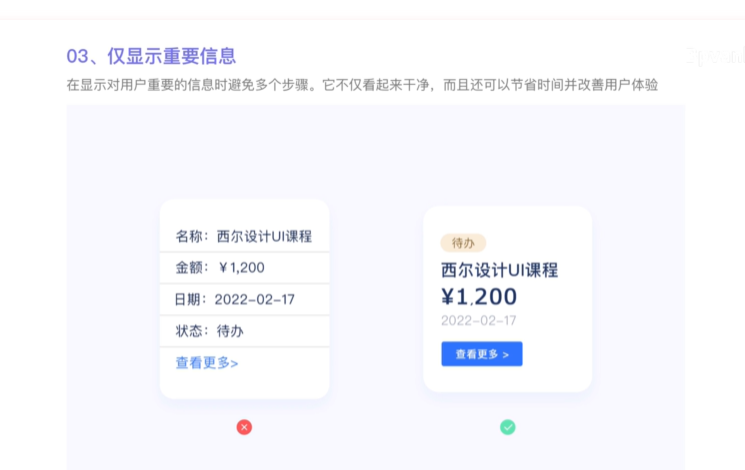 03、仅显示重要信息
在显示对用户重要的信息时避免多个步骤。它不仅看起来干净，而且还可以节省时间并改善用户体验
名称：西尔设计UI课程
金额：￥1,200
日期：2022-02-17
状态：待办
查看更多>
待办
西尔设计UI课程
¥1,200
2022-02-17
查看更多 >